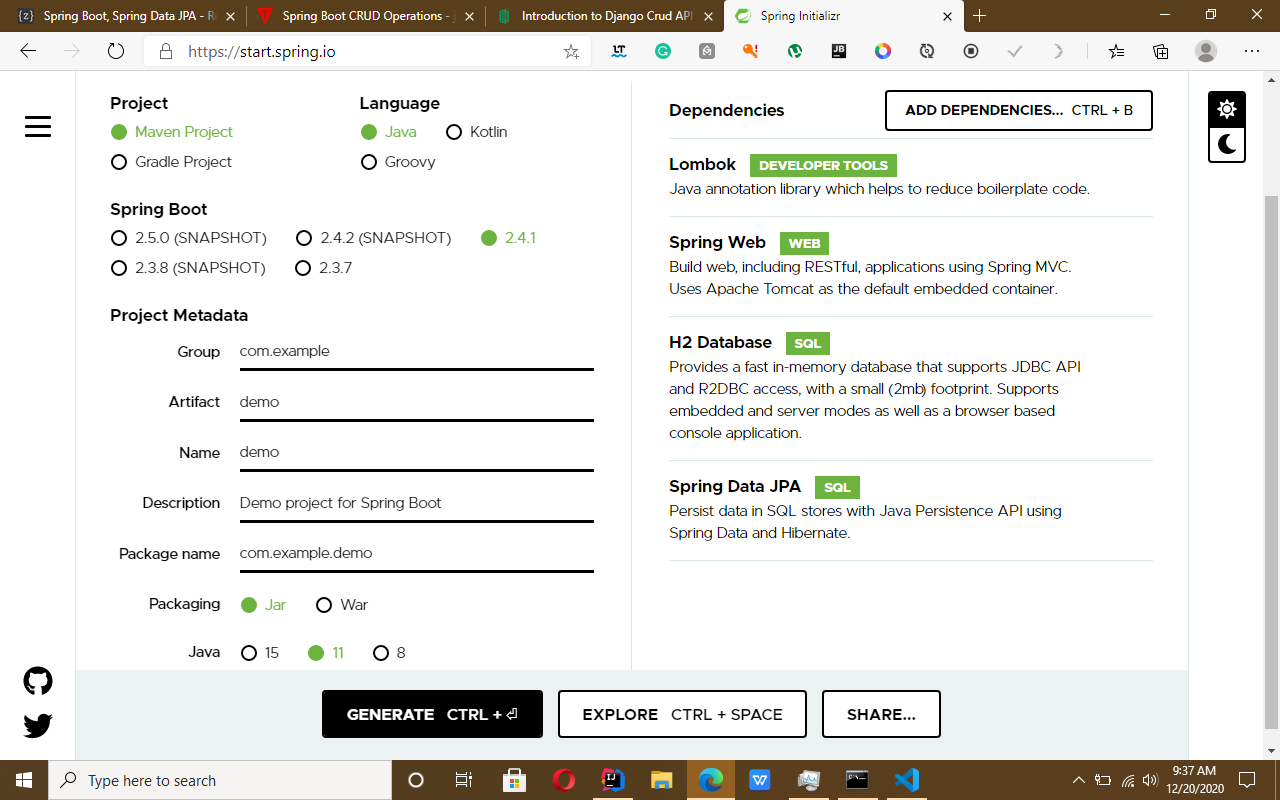 Spring Boot, Spring Data JPA - R
Spring Boot CRUD Operations - j
Introduction to Django Crud API
Spring Initializr
https://start.spring.io
Project
Maven Project
Gradle Project
Language
Java
Kotlin
Groovy
Spring Boot
2.5.0 (SNAPSHOT)
2.4.2 (SNAPSHOT)
2.4.1
2.3.8 (SNAPSHOT)
2.3.7
Project Metadata
Group com.example
Artifact demo
Name demo
Description Demo project for Spring Boot
Package name com.example.demo
Packaging Jar War
Java 15 11 8
Dependencies
ADD DEPENDENCIES... CTRL + B
Lombok DEVELOPER TOOLS
Java annotation library which helps to reduce boilerplate code.
Spring Web WEB
Build web, including RESTful, applications using Spring MVC.
Uses Apache Tomcat as the default embedded container.
H2 Database SQL
Provides a fast in-memory database that supports JDBC API
and R2DBC access, with a small (2mb) footprint. Supports
embedded and server modes as well as a browser based
console application.
Spring Data JPA SQL
Persist data in SQL stores with Java Persistence API using
Spring Data and Hibernate.
GENERATE CTRL + ⏎
EXPLORE CTRL + SPACE
SHARE...
Type here to search
9:37 AM
12/20/2020